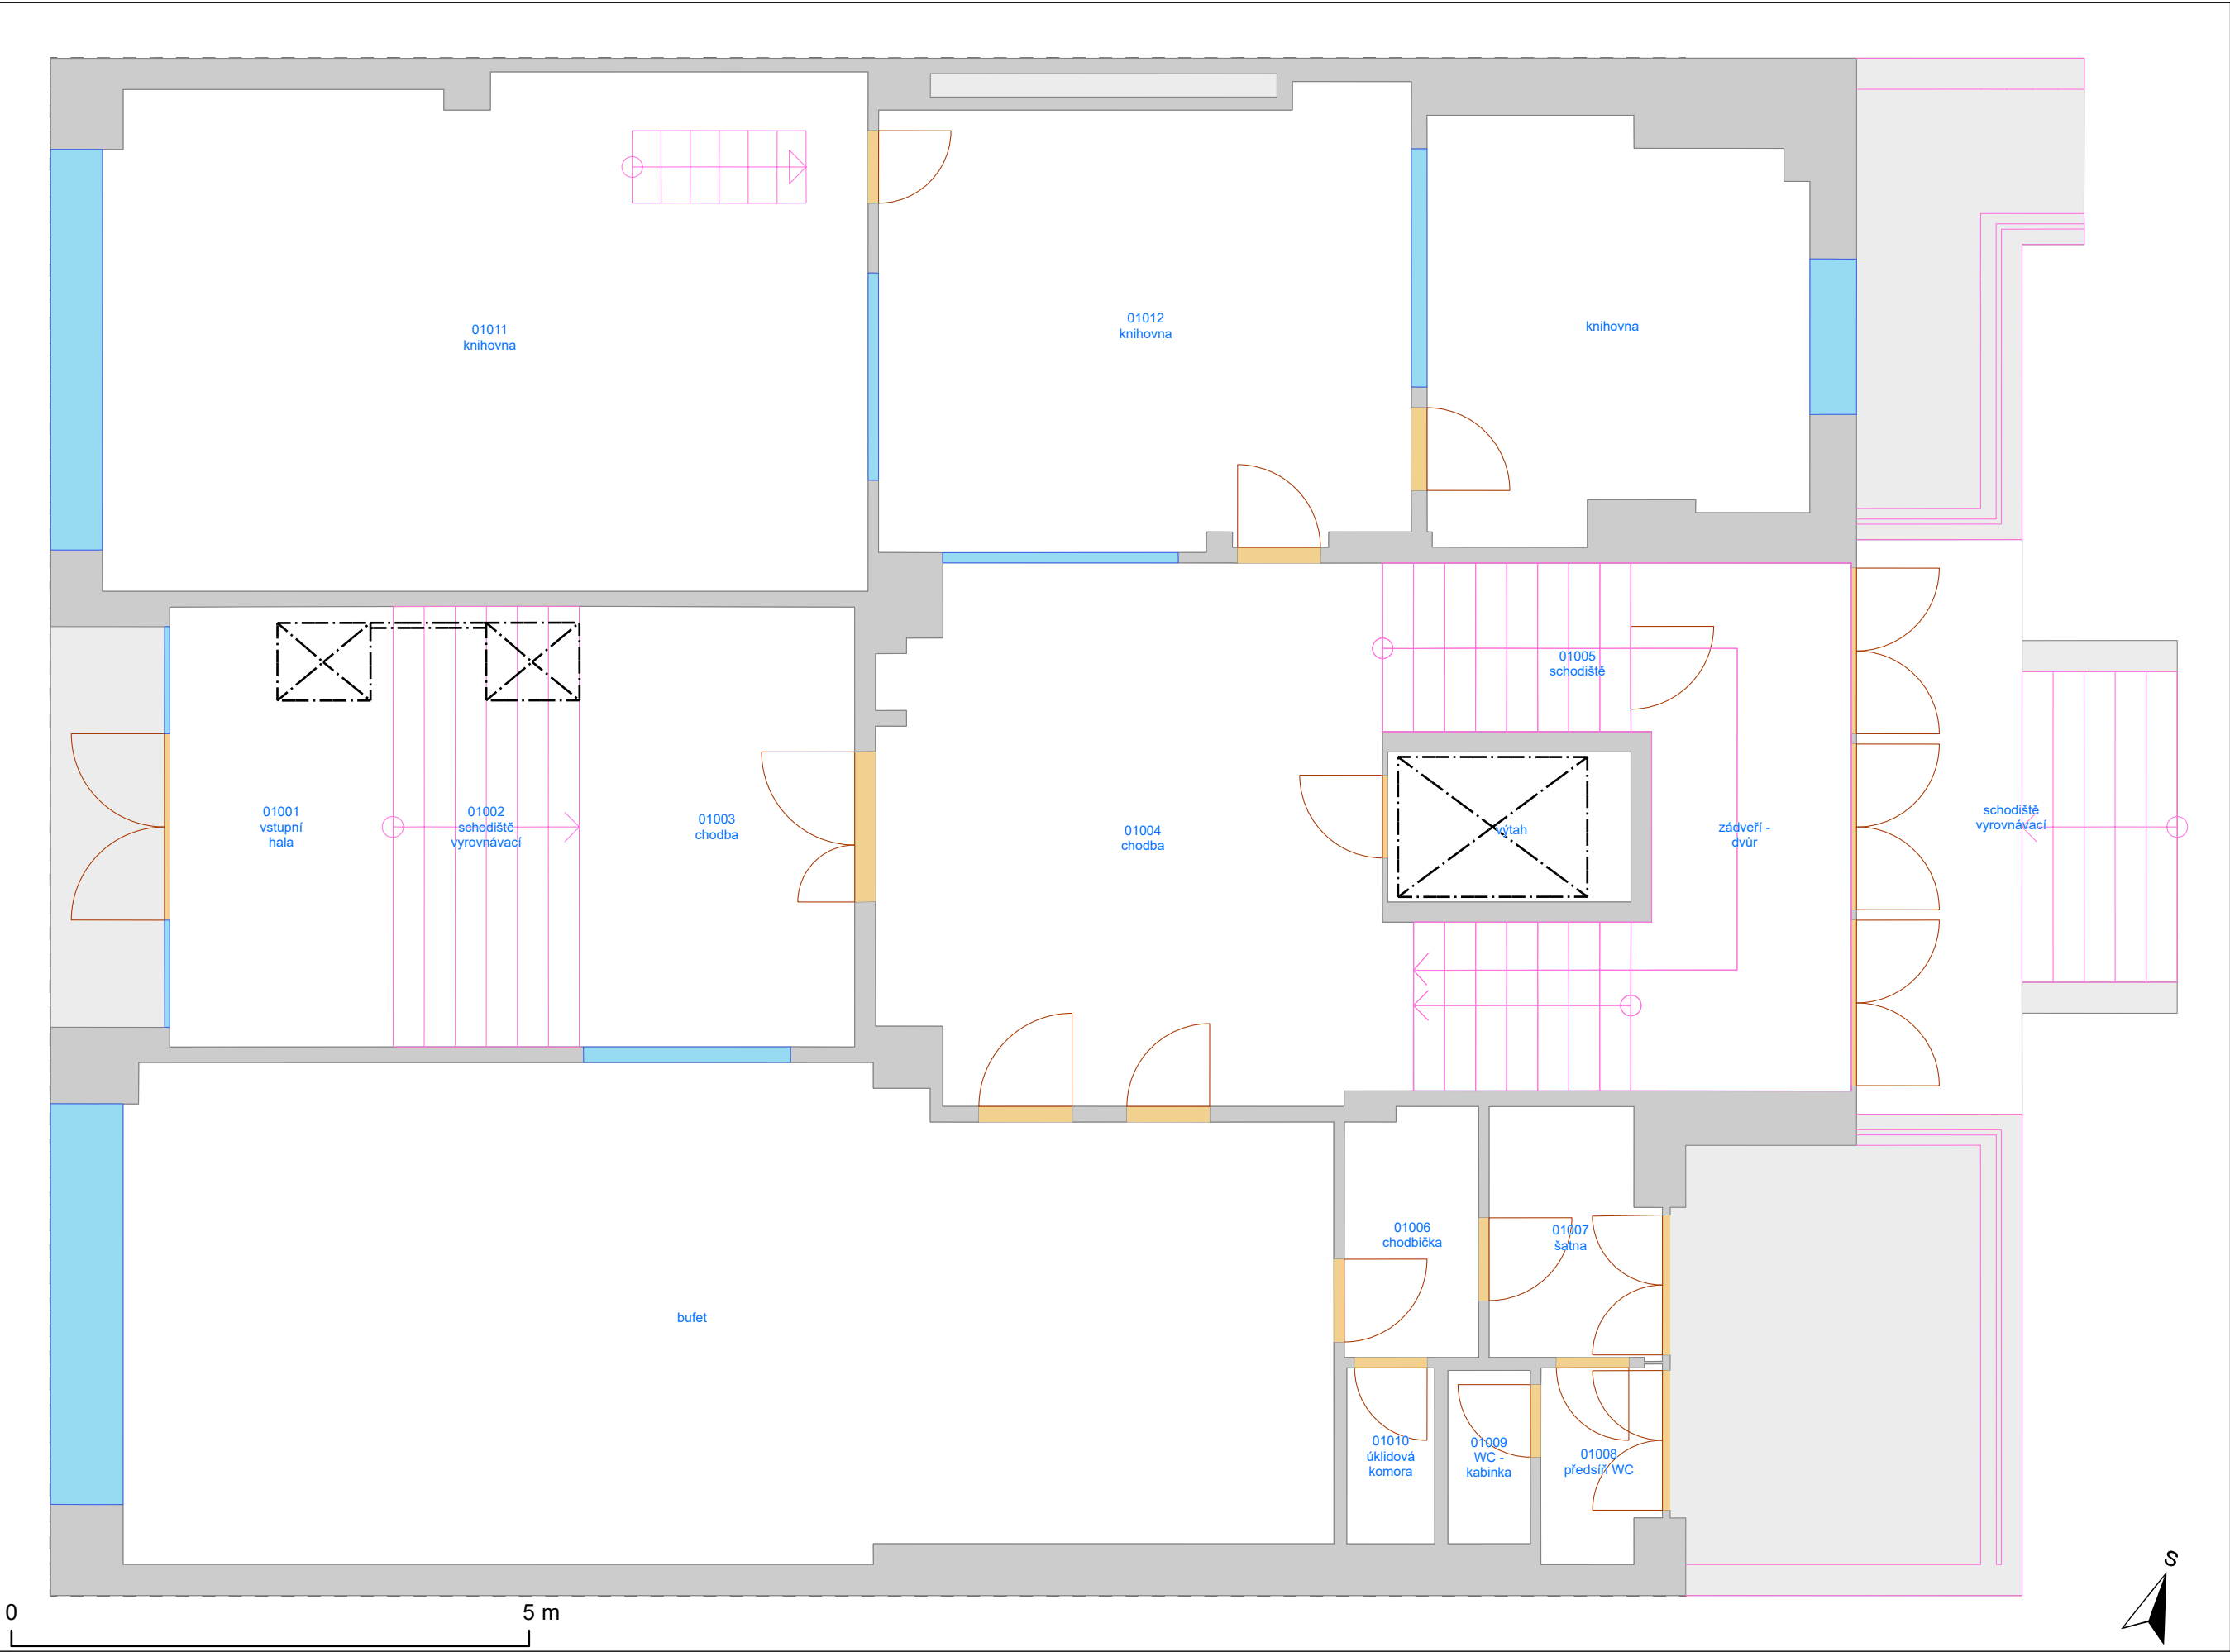 01011
knihovna
01012
knihovna
knihovna
01001
vstupní
hala
01002
schodiště
vyrovnávací
01003
chodba
01004
chodba
01005
schodiště
výtah
zádveří -
dvůr
schodiště
vyrovnávací
01006
chodbička
01007
šatna
bufet
01010
úklidová
komora
01009
WC -
kabinka
01008
předsíň WC
0
5 m
S